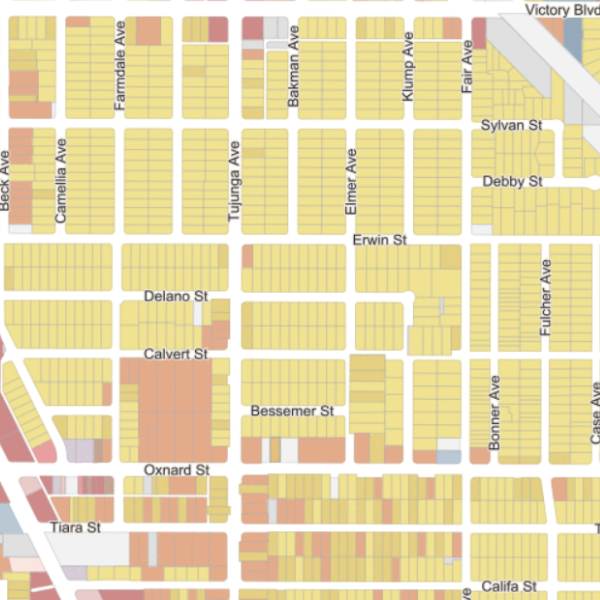 Victory Blvd
Farmdale Ave
Bakman Ave
Klump Ave
Fair Ave
Sylvan St
Beck Ave
Camellia Ave
Tujunga Ave
Elmer Ave
Debby St
Erwin St
Fulcher Ave
Delano St
Calvert St
Bonner Ave
Case Ave
Bessemer St
Oxnard St
Tiara St
T
Califa St
ve